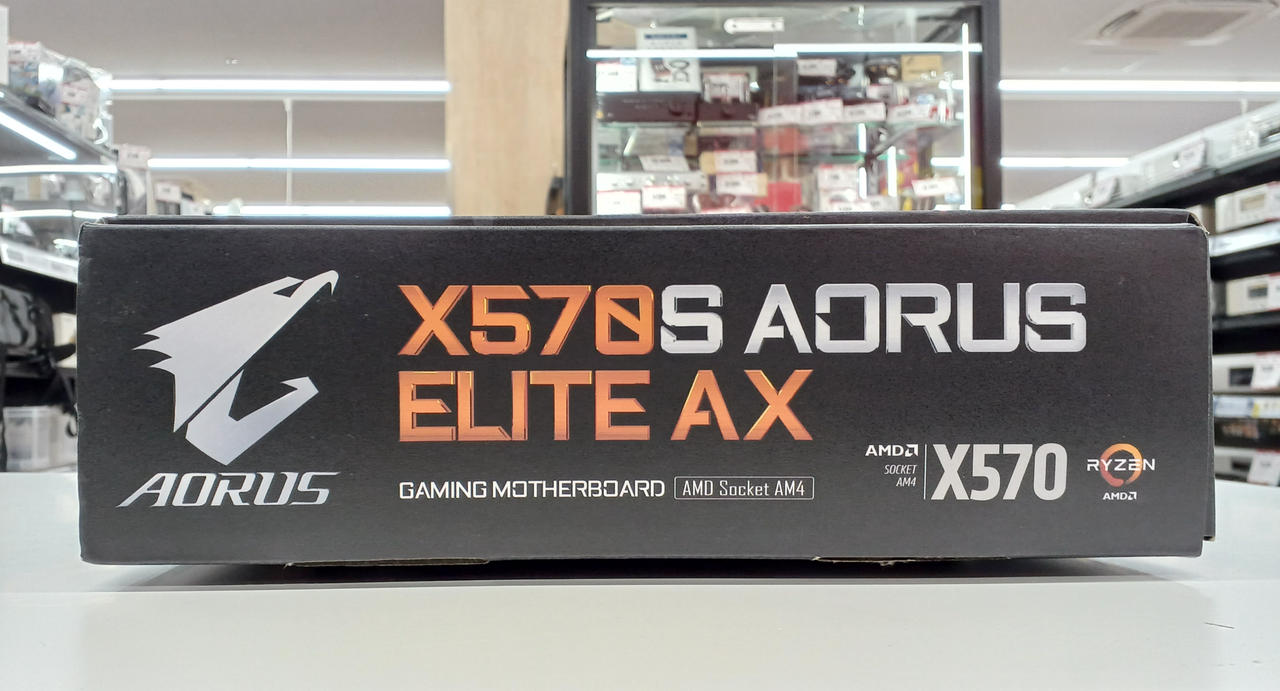 X570S AORUS
ELITE AX
AORUS
GAMING MOTHERBOARD AMD Socket AM4
AMD
SOCKET
AM4
X570
RYZEN
AMD